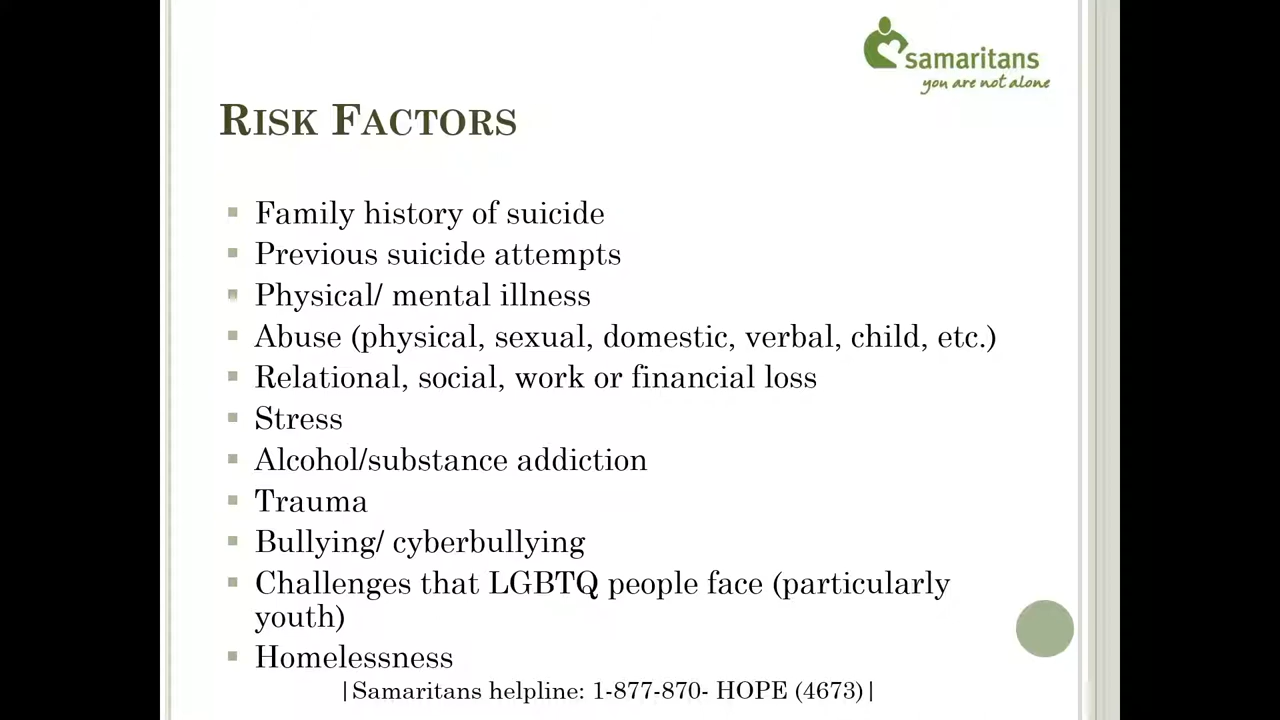 samaritans
you are not alone
RISK FACTORS
Family history of suicide
Previous suicide attempts
Physical/ mental illness
Abuse (physical, sexual, domestic, verbal, child, etc.)
Relational, social, work or financial loss
Stress
Alcohol/substance addiction
Trauma
Bullying/ cyberbullying
Challenges that LGBTQ people face (particularly
youth)
Homelessness
|Samaritans helpline: 1-877-870- HOPE (4673)|